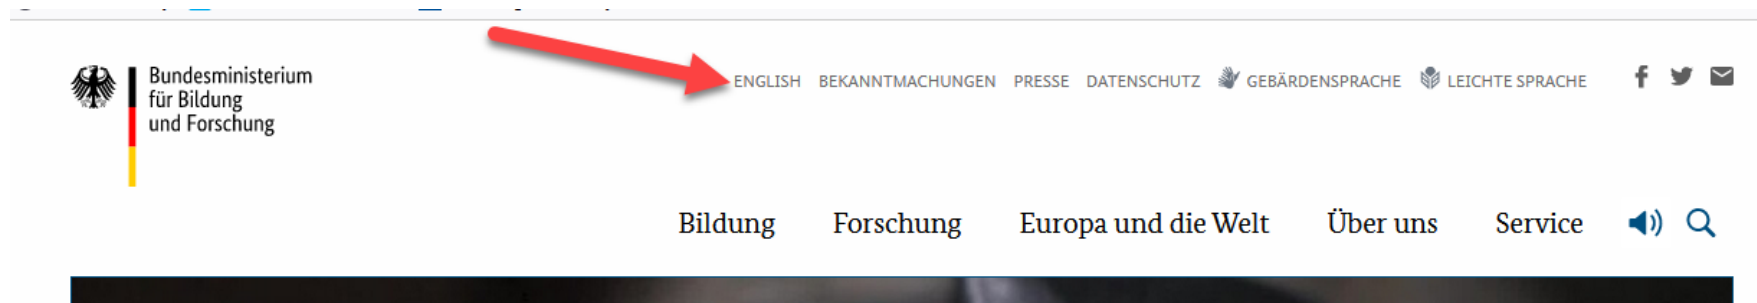 Bundesministerium
für Bildung
und Forschung
ENGLISH BEKANNTMACHUNGEN PRESSE DATENSCHUTZ GEBÄRDENSPRACHE LEICHTE SPRACHE
Bildung Forschung Europa und die Welt Über uns Service